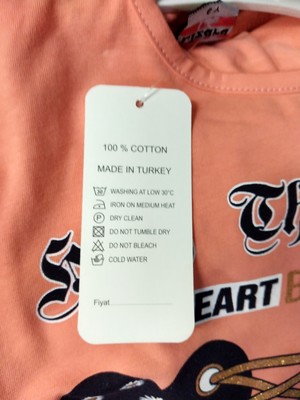 100 % COTTON
MADE IN TURKEY
WASHING AT LOW 30°C
IRON ON MEDIUM HEAT
P DRY CLEAN
DO NOT TUMBLE DRY
DO NOT BLEACH
COLD WATER
Fiyat
Th
EART B